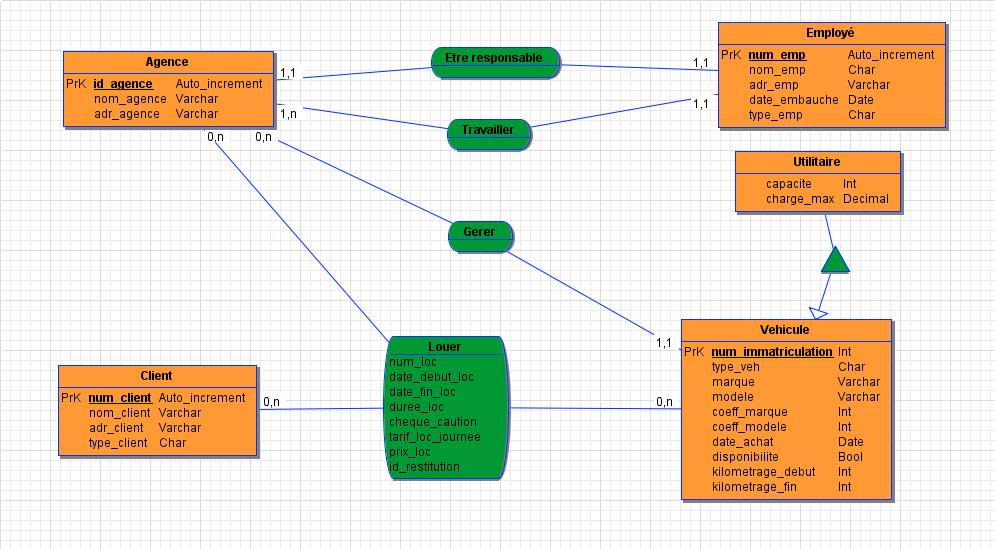 Agence
PrK id_agence Auto_increment
nom_agence Varchar
adr_agence Varchar
1,1
Etre responsable
1,1
Employé
PrK num_emp Auto_increment
nom_emp Char
adr_emp Varchar
date_embauche Date
type_emp Char
1,n
Travailler
1,1
0,n
0,n
Utilitaire
capacite Int
charge_max Decimal
Gerer
1,1
Vehicule
PrK num_immatriculation Int
type_veh Char
marque Varchar
modele Varchar
coeff_marque Int
coeff_modele Int
date_achat Date
disponibilite Bool
kilometrage_debut Int
kilometrage_fin Int
Louer
num_loc
date_debut_loc
date_fin_loc
duree_loc
cheque_caution
tarif_loc_journee
prix_loc
id_restitution
0,n
0,n
Client
PrK num_client Auto_increment
nom_client Varchar
adr_client Varchar
type_client Char